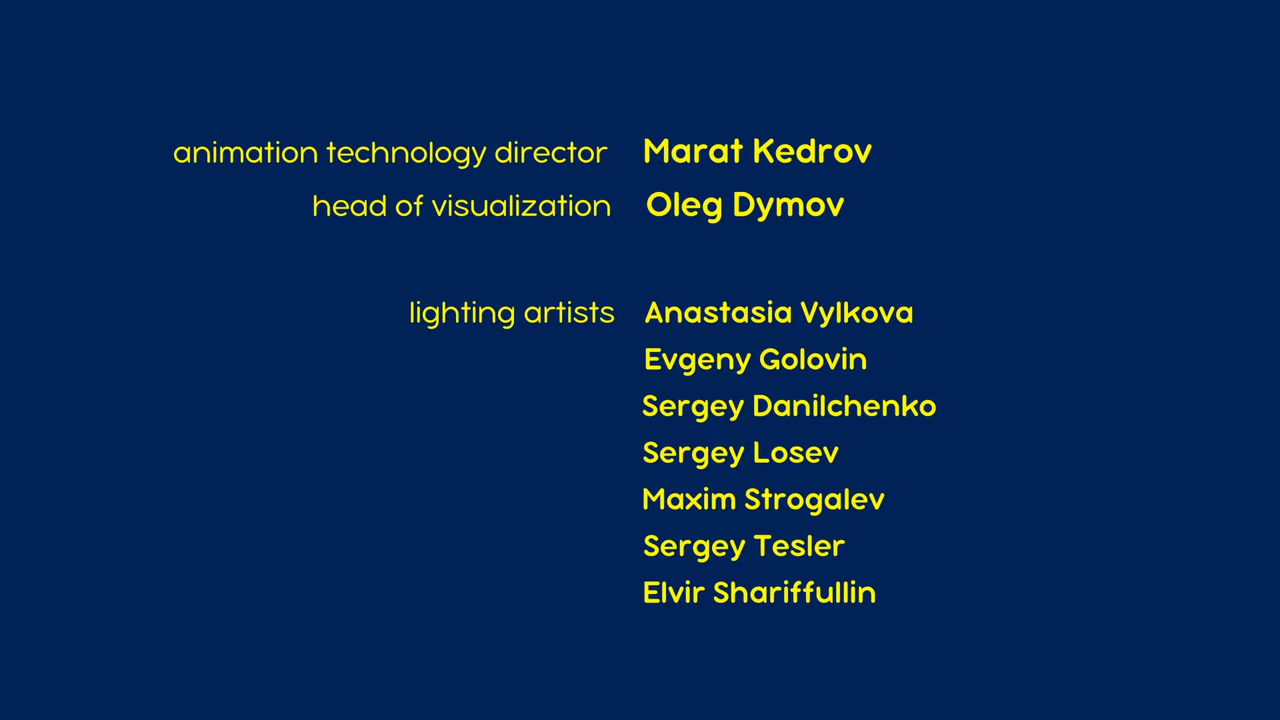 animation technology director Marat Kedrov
head of visualization Oleg Dymov
lighting artists Anastasia Vylkova
Evgeny Golovin
Sergey Danilchenko
Sergey Losev
Maxim Strogalev
Sergey Tesler
Elvir Shariffullin